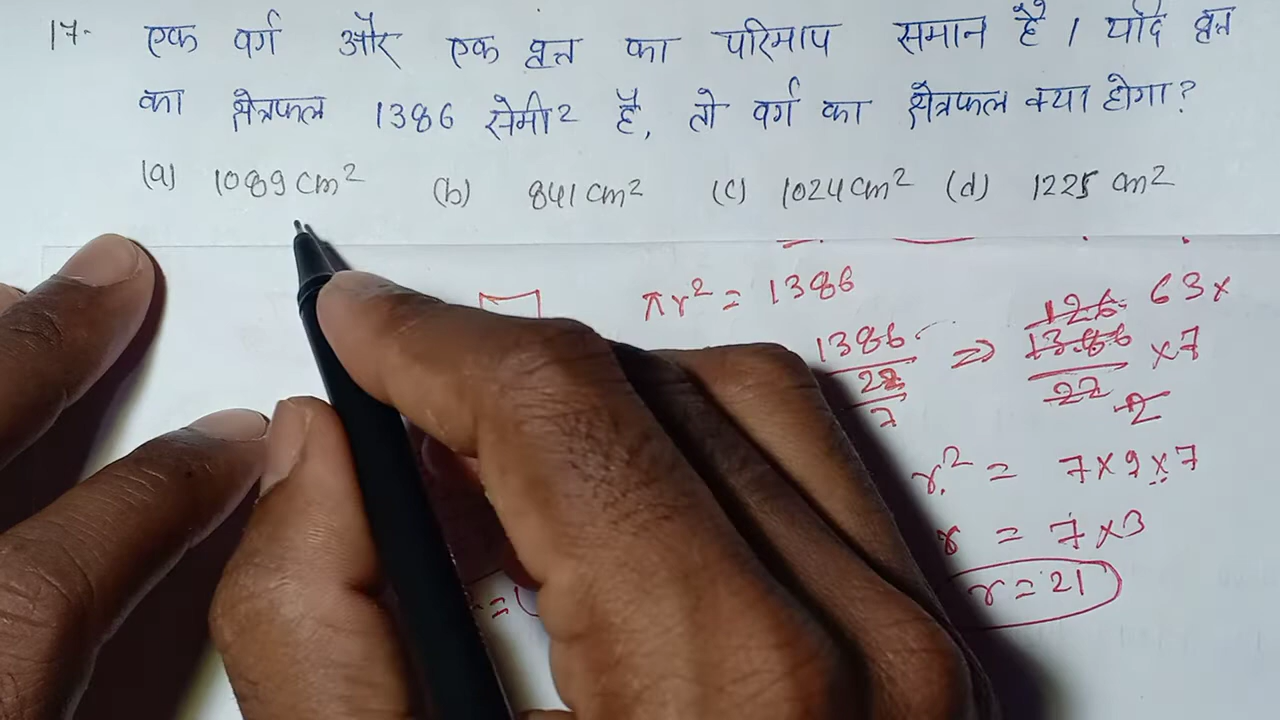 17. एक वर्ग और एक वृत्त का परिमाप समान है । यदि वृत्त
का क्षेत्रफल 1386 सेमी² है, तो वर्ग का क्षेत्रफल क्या होगा?
(a) 1089 cm² (b) 841 cm² (c) 1024 cm² (d) 1225 cm²
πr² = 1386
1386 / 22/7 ⇒ 1386/22 × 7
126 63×
2
r² = 7×9×7
r = 7×3
r = 21